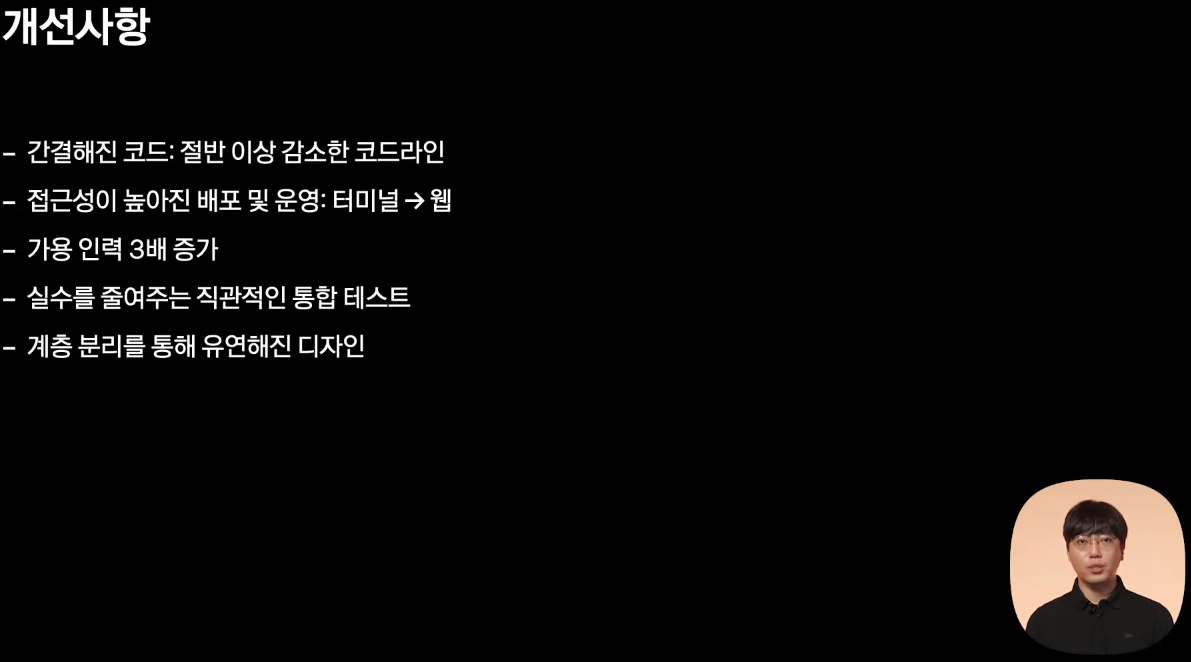 개선사항
– 간결해진 코드: 절반 이상 감소한 코드라인
– 접근성이 높아진 배포 및 운영: 터미널 → 웹
– 가용 인력 3배 증가
– 실수를 줄여주는 직관적인 통합 테스트
– 계층 분리를 통해 유연해진 디자인